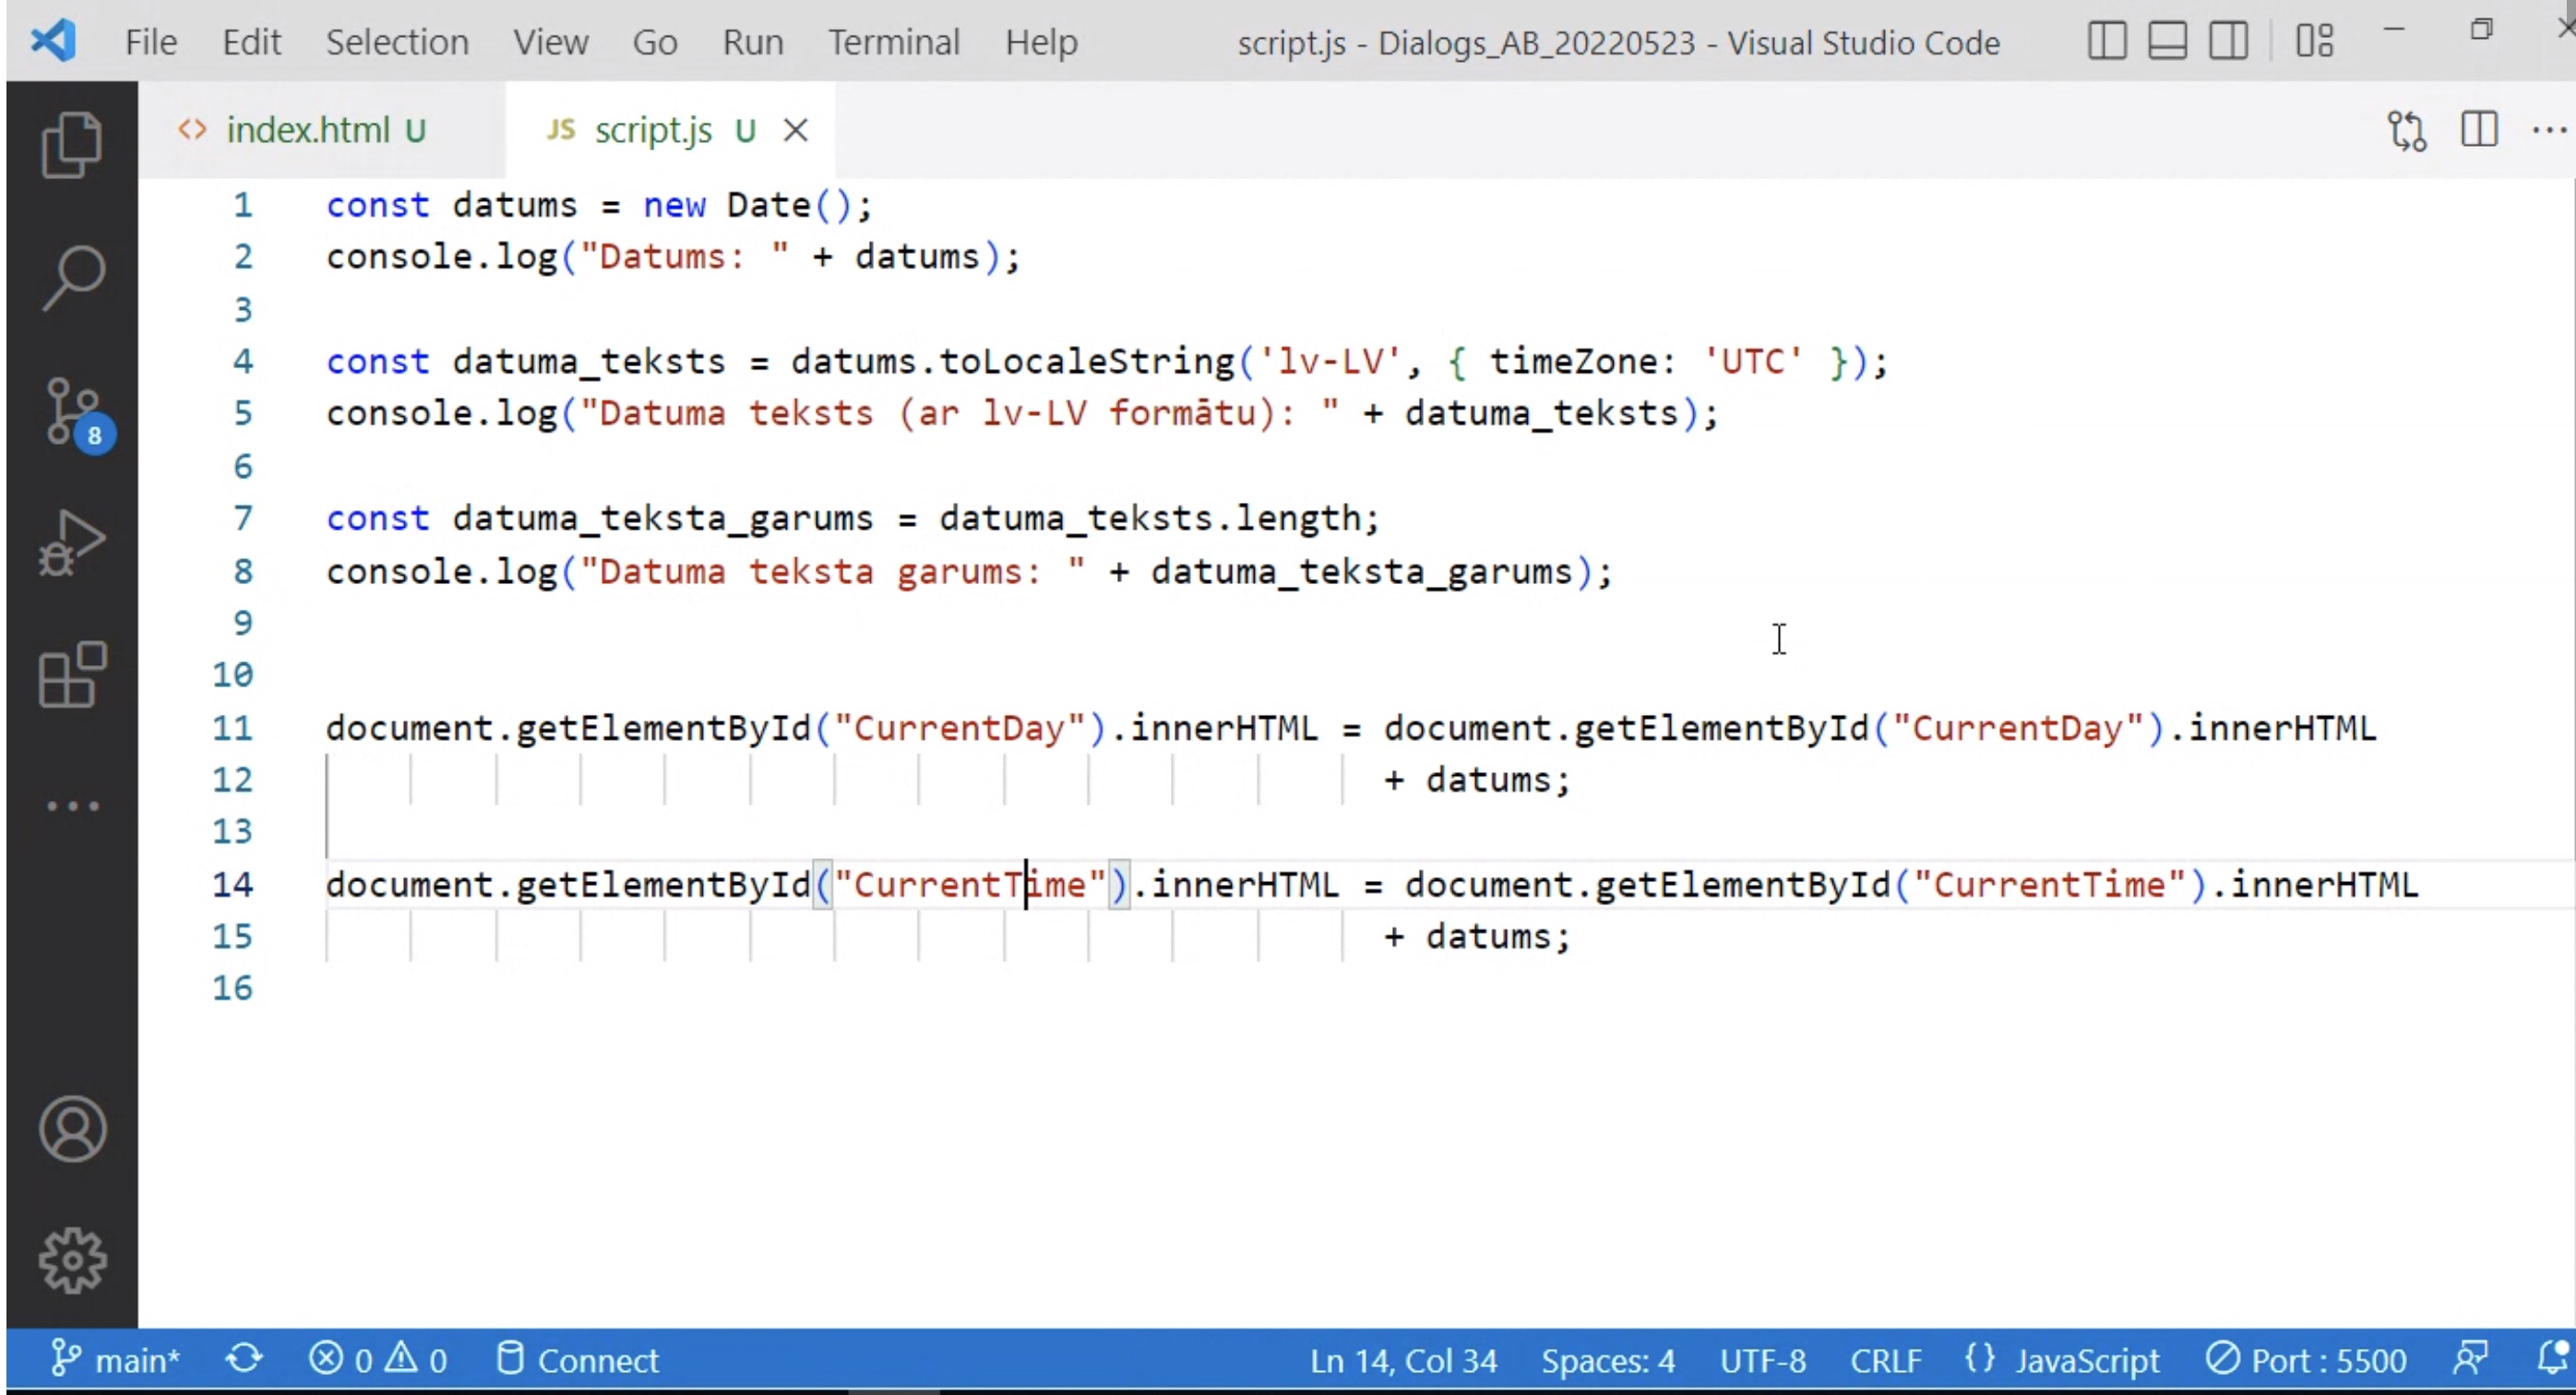 File Edit Selection View Go Run Terminal Help script.js - Dialogs_AB_20220523 - Visual Studio Code
<> index.html U JS script.js U
1 const datums = new Date();
2 console.log("Datums: " + datums);
3
4 const datuma_teksts = datums.toLocaleString('lv-LV', { timeZone: 'UTC' });
5 console.log("Datuma teksts (ar lv-LV formātu): " + datuma_teksts);
6
7 const datuma_teksta_garums = datuma_teksts.length;
8 console.log("Datuma teksta garums: " + datuma_teksta_garums);
9
10
11 document.getElementById("CurrentDay").innerHTML = document.getElementById("CurrentDay").innerHTML
12 + datums;
13
14 document.getElementById("CurrentTime").innerHTML = document.getElementById("CurrentTime").innerHTML
15 + datums;
16
8
main* 0 0 Connect Ln 14, Col 34 Spaces: 4 UTF-8 CRLF {} JavaScript Port : 5500